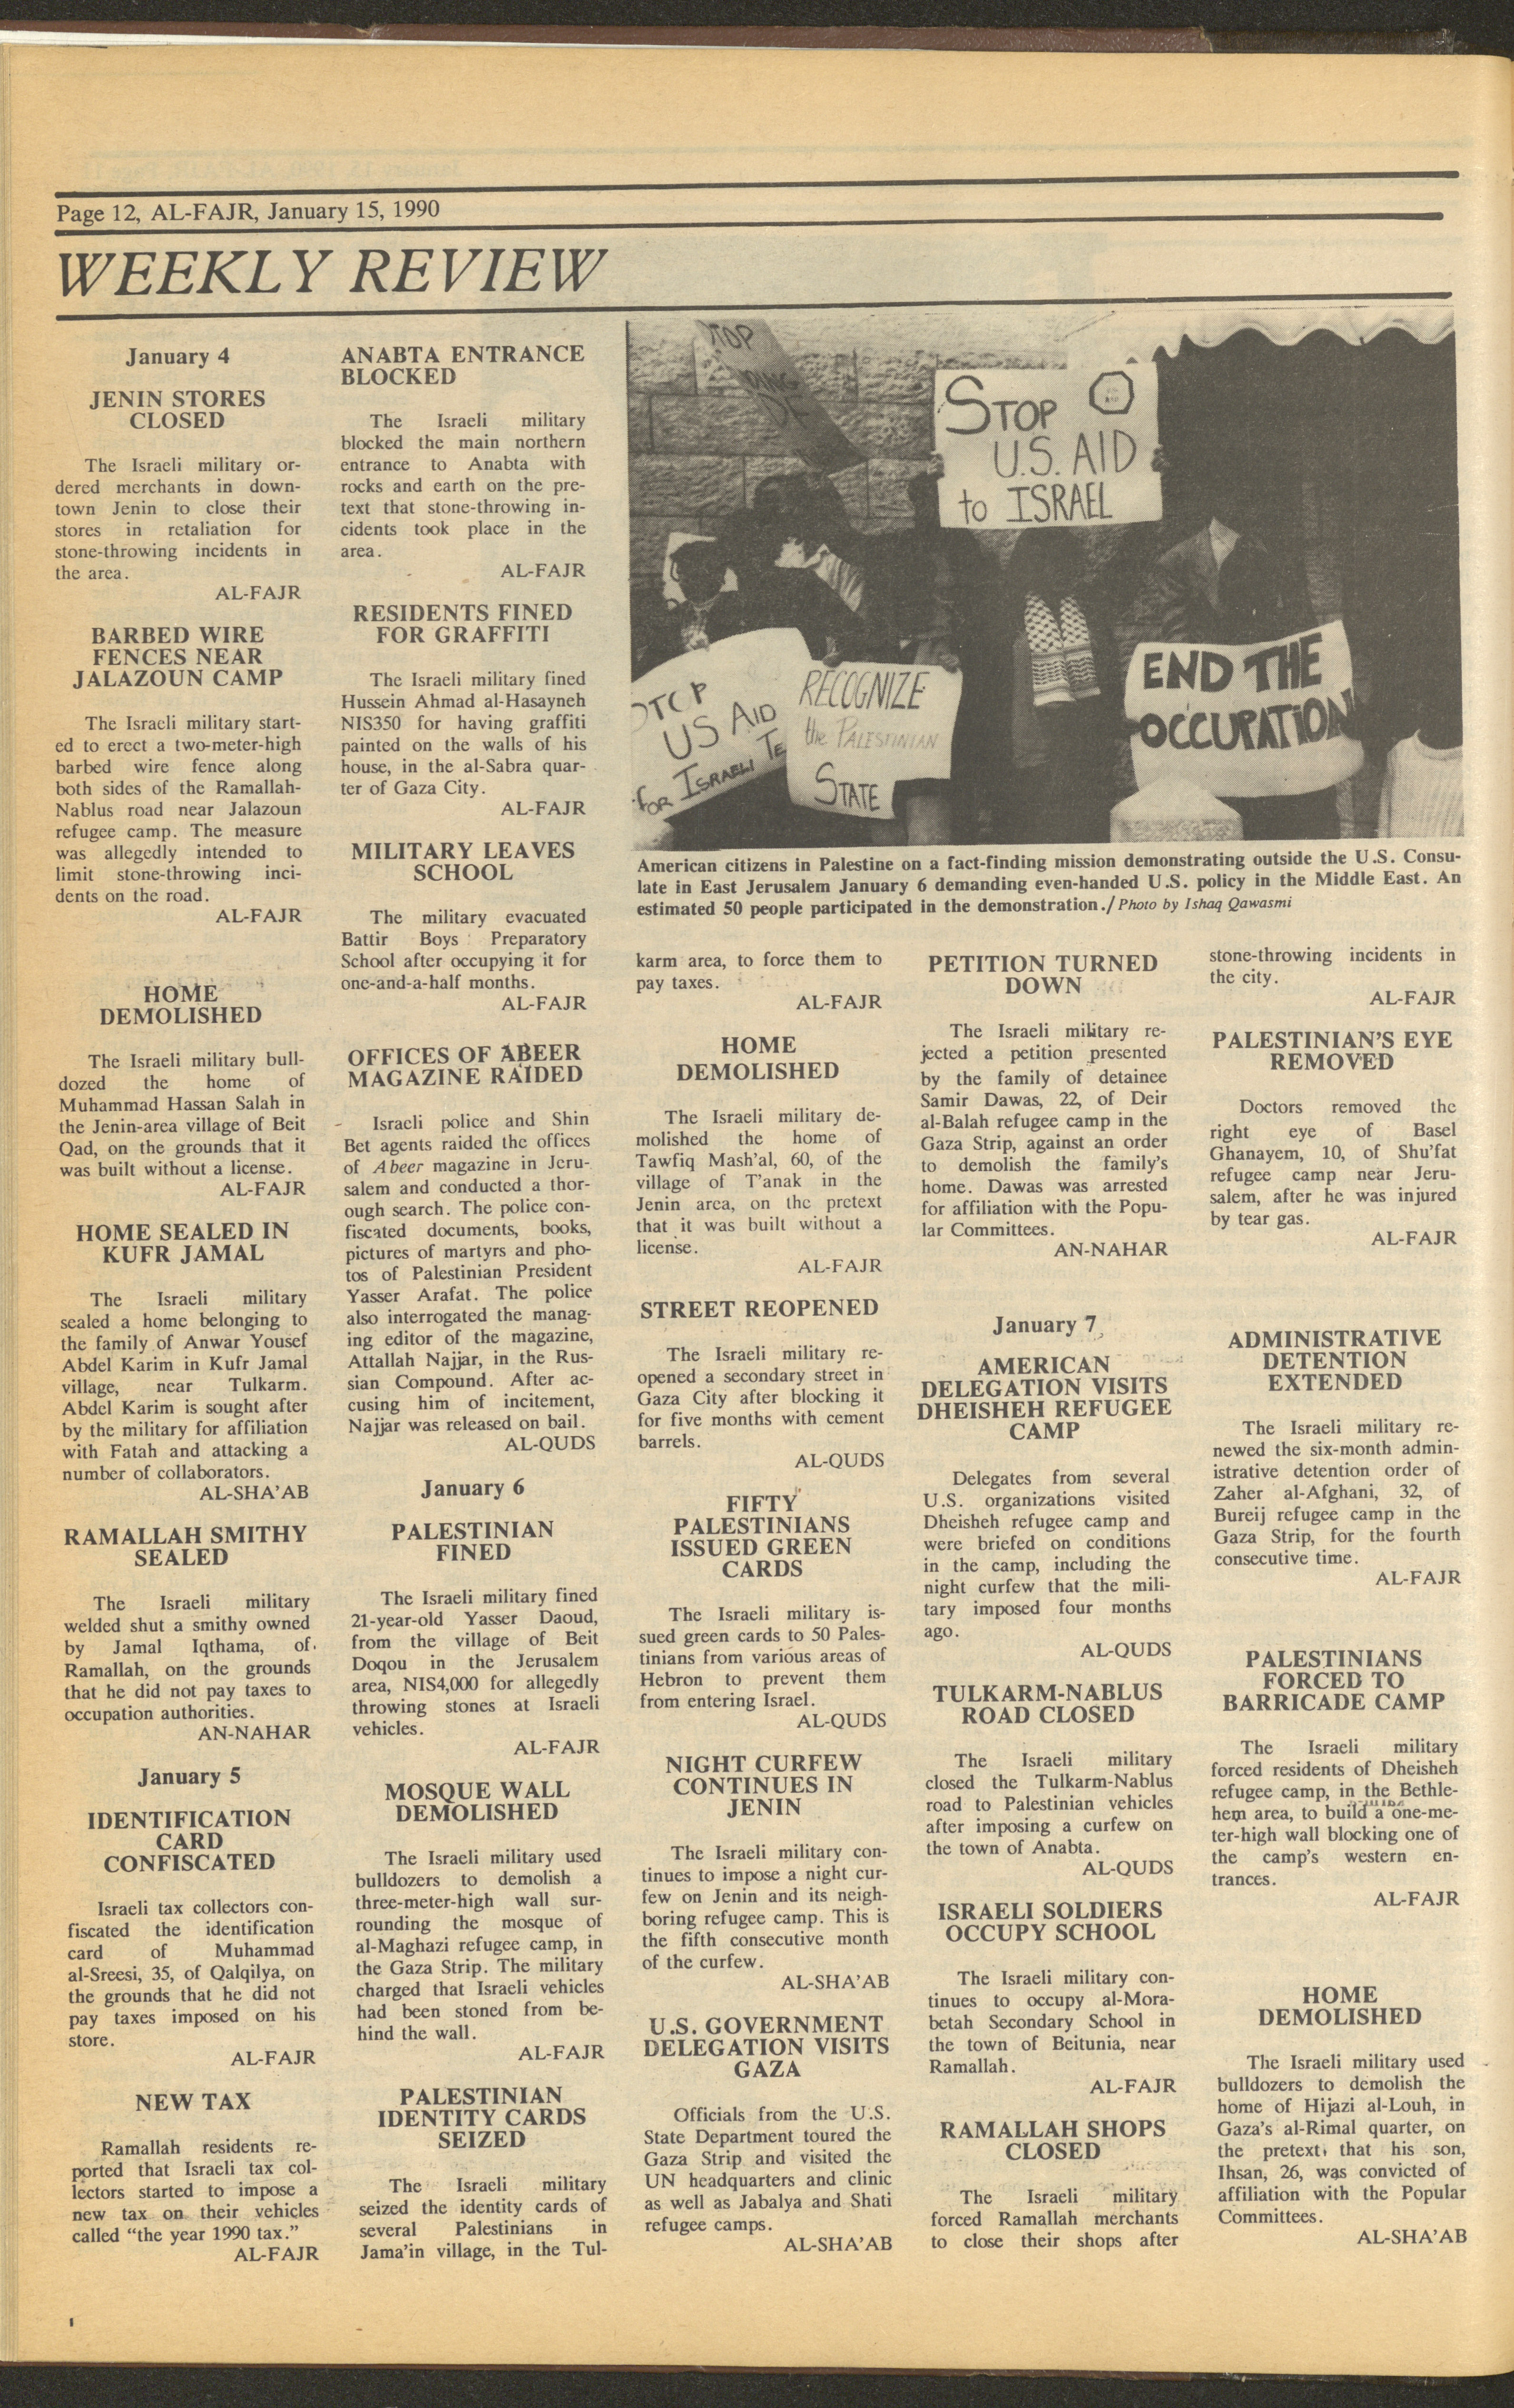 Page 12, AL-FAJR, January 15, 1990
WEEKLY REVIEW
January 4
JENIN STORES
CLOSED
The Israeli military or-
dered merchants in down-
town Jenin to close their
stores in retaliation for
stone-throwing incidents in
the area.
AL-FAJR
BARBED WIRE
FENCES NEAR
JALAZOUN CAMP
The Israeli military start-
ed to erect a two-meter-high
barbed wire fence along
both sides of the Ramallah-
Nablus road near Jalazoun
refugee camp. The measure
was allegedly intended to
limit stone-throwing inci-
dents on the road.
AL-FAJR
HOME
DEMOLISHED
The Israeli military bull-
dozed the home of
Muhammad Hassan Salah in
the Jenin-area village of Beit
Qad, on the grounds that it
was built without a license.
AL-FAJR
HOME SEALED IN
KUFR JAMAL
The Israeli military
sealed a home belonging to
the family of Anwar Yousef
Abdel Karim in Kufr Jamal
village, near Tulkarm.
Abdel Karim is sought after
by the military for affiliation
with Fatah and attacking a
number of collaborators.
AL-SHA'AB
RAMALLAH SMITHY
SEALED
The Israeli military
welded shut a smithy owned
by Jamal Iqthama, of
Ramallah, on the grounds
that he did not pay taxes to
occupation authorities.
AN-NAHAR
January 5
IDENTIFICATION
CARD
CONFISCATED
Israeli tax collectors con-
fiscated the identification
card of Muhammad
al-Sreesi, 35, of Qalqilya, on
the grounds that he did not
pay taxes imposed on his
store.
AL-FAJR
NEW TAX
Ramallah residents re-
ported that Israeli tax col-
lectors started to impose a
new tax on their vehicles
called "the year 1990 tax."
AL-FAJR
ANABTA ENTRANCE
BLOCKED
The Israeli military
blocked the main northern
entrance to Anabta with
rocks and earth on the pre-
text that stone-throwing in-
cidents took place in the
area.
AL-FAJR
RESIDENTS FINED
FOR GRAFFITI
The Israeli military fined
Hussein Ahmad al-Hasayneh
NIS350 for having graffiti
painted on the walls of his
house, in the al-Sabra quar-
ter of Gaza City.
AL-FAJR
MILITARY LEAVES
SCHOOL
The military evacuated
Battir Boys Preparatory
School after occupying it for
one-and-a-half months.
AL-FAJR
OFFICES OF ABEER
MAGAZINE RAIDED
Israeli police and Shin
Bet agents raided the offices
of Abeer magazine in Jeru-
salem and conducted a thor-
ough search. The police con-
fiscated documents, books,
pictures of martyrs and pho-
tos of Palestinian President
Yasser Arafat. The police
also interrogated the manag-
ing editor of the magazine,
Attallah Najjar, in the Rus-
sian Compound. After ac-
cusing him of incitement,
Najjar was released on bail.
AL-QUDS
January 6
PALESTINIAN
FINED
The Israeli military fined
21-year-old Yasser Daoud,
from the village of Beit
Doqou in the Jerusalem
area, NIS4,000 for allegedly
throwing stones at Israeli
vehicles.
AL-FAJR
MOSQUE WALL
DEMOLISHED
The Israeli military used
bulldozers to demolish a
three-meter-high wall sur-
rounding the mosque of
al-Maghazi refugee camp, in
the Gaza Strip. The military
charged that Israeli vehicles
had been stoned from be-
hind the wall.
AL-FAJR
PALESTINIAN
IDENTITY CARDS
SEIZED
The Israeli military
seized the identity cards of
several Palestinians in
Jama'in village, in the Tul-
STOP
U.S. AID
to ISRAEL
STOP
US AID
FOR ISRAELI TE
RECOGNIZE
the PALESTINIAN
STATE
END THE
OCCUPATION
American citizens in Palestine on a fact-finding mission demonstrating outside the U.S. Consu-
late in East Jerusalem January 6 demanding even-handed U.S. policy in the Middle East. An
estimated 50 people participated in the demonstration./Photo by Ishaq Qawasmi
karm area, to force them to
pay taxes.
AL-FAJR
HOME
DEMOLISHED
The Israeli military de-
molished the home of
Tawfiq Mash'al, 60, of the
village of T'anak in the
Jenin area, on the pretext
that it was built without a
license.
AL-FAJR
STREET REOPENED
The Israeli military re-
opened a secondary street in
Gaza City after blocking it
for five months with cement
barrels.
AL-QUDS
FIFTY
PALESTINIANS
ISSUED GREEN
CARDS
The Israeli military is-
sued green cards to 50 Pales-
tinians from various areas of
Hebron to prevent them
from entering Israel.
AL-QUDS
NIGHT CURFEW
CONTINUES IN
JENIN
The Israeli military con-
tinues to impose a night cur-
few on Jenin and its neigh-
boring refugee camp. This is
the fifth consecutive month
of the curfew.
AL-SHA'AB
U.S. GOVERNMENT
DELEGATION VISITS
GAZA
Officials from the U.S.
State Department toured the
Gaza Strip and visited the
UN headquarters and clinic
as well as Jabalya and Shati
refugee camps.
AL-SHA'AB
PETITION TURNED
DOWN
The Israeli military re-
jected a petition presented
by the family of detainee
Samir Dawas, 22, of Deir
al-Balah refugee camp in the
Gaza Strip, against an order
to demolish the family's
home. Dawas was arrested
for affiliation with the Popu-
lar Committees.
AN-NAHAR
January 7
AMERICAN
DELEGATION VISITS
DHEISHEH REFUGEE
CAMP
Delegates from several
U.S. organizations visited
Dheisheh refugee camp and
were briefed on conditions
in the camp, including the
night curfew that the mili-
tary imposed four months
ago.
AL-QUDS
TULKARM-NABLUS
ROAD CLOSED
The Israeli military
closed the Tulkarm-Nablus
road to Palestinian vehicles
after imposing a curfew on
the town of Anabta.
AL-QUDS
ISRAELI SOLDIERS
OCCUPY SCHOOL
The Israeli military con-
tinues to occupy al-Mora-
betah Secondary School in
the town of Beitunia, near
Ramallah.
AL-FAJR
RAMALLAH SHOPS
CLOSED
The Israeli military
forced Ramallah merchants
to close their shops after
stone-throwing incidents in
the city.
AL-FAJR
PALESTINIAN'S EYE
REMOVED
Doctors removed the
right eye of Basel
Ghanayem, 10, of Shu'fat
refugee camp near Jeru-
salem, after he was injured
by tear gas.
AL-FAJR
ADMINISTRATIVE
DETENTION
EXTENDED
The Israeli military re-
newed the six-month admin-
istrative detention order of
Zaher al-Afghani, 32, of
Bureij refugee camp in the
Gaza Strip, for the fourth
consecutive time.
AL-FAJR
PALESTINIANS
FORCED TO
BARRICADE CAMP
The Israeli military
forced residents of Dheisheh
refugee camp, in the Bethle-
hem area, to build a one-me-
ter-high wall blocking one of
the camp's western en-
trances.
AL-FAJR
HOME
DEMOLISHED
The Israeli military used
bulldozers to demolish the
home of Hijazi al-Louh, in
Gaza's al-Rimal quarter, on
the pretext that his son,
Ihsan, 26, was convicted of
affiliation with the Popular
Committees.
AL-SHA'AB